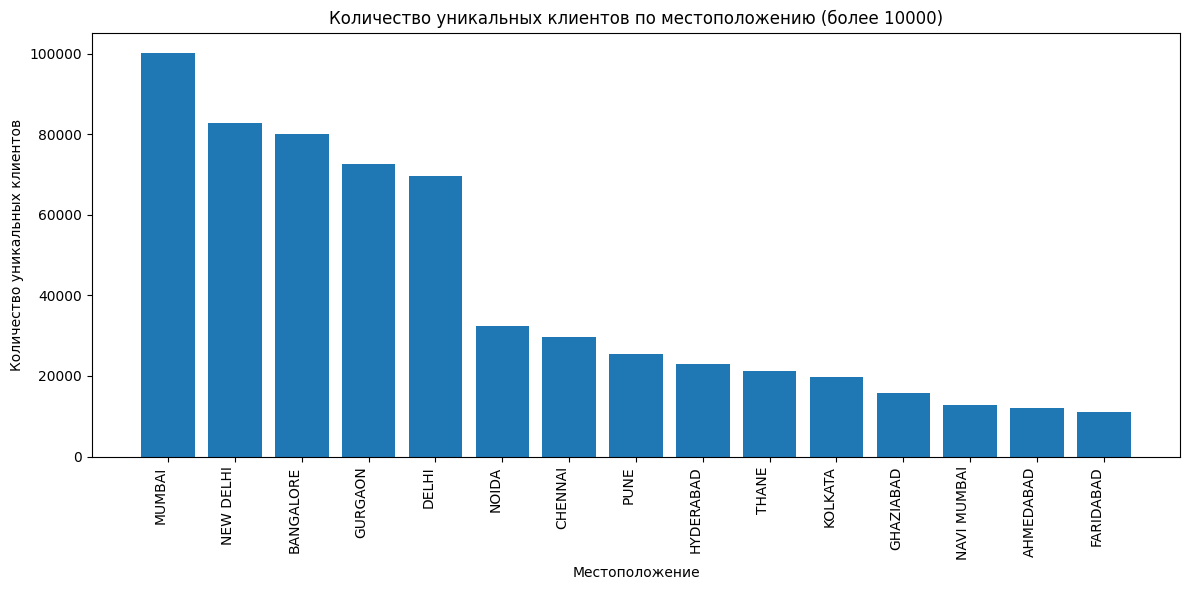 Количество уникальных клиентов по местоположению (более 10000)
Количество уникальных клиентов
100000
80000
60000
40000
20000
0
MUMBAI
NEW DELHI
BANGALORE
GURGAON
DELHI
NOIDA
CHENNAI
PUNE
HYDERABAD
THANE
KOLKATA
GHAZIABAD
NAVI MUMBAI
AHMEDABAD
FARIDABAD
Местоположение